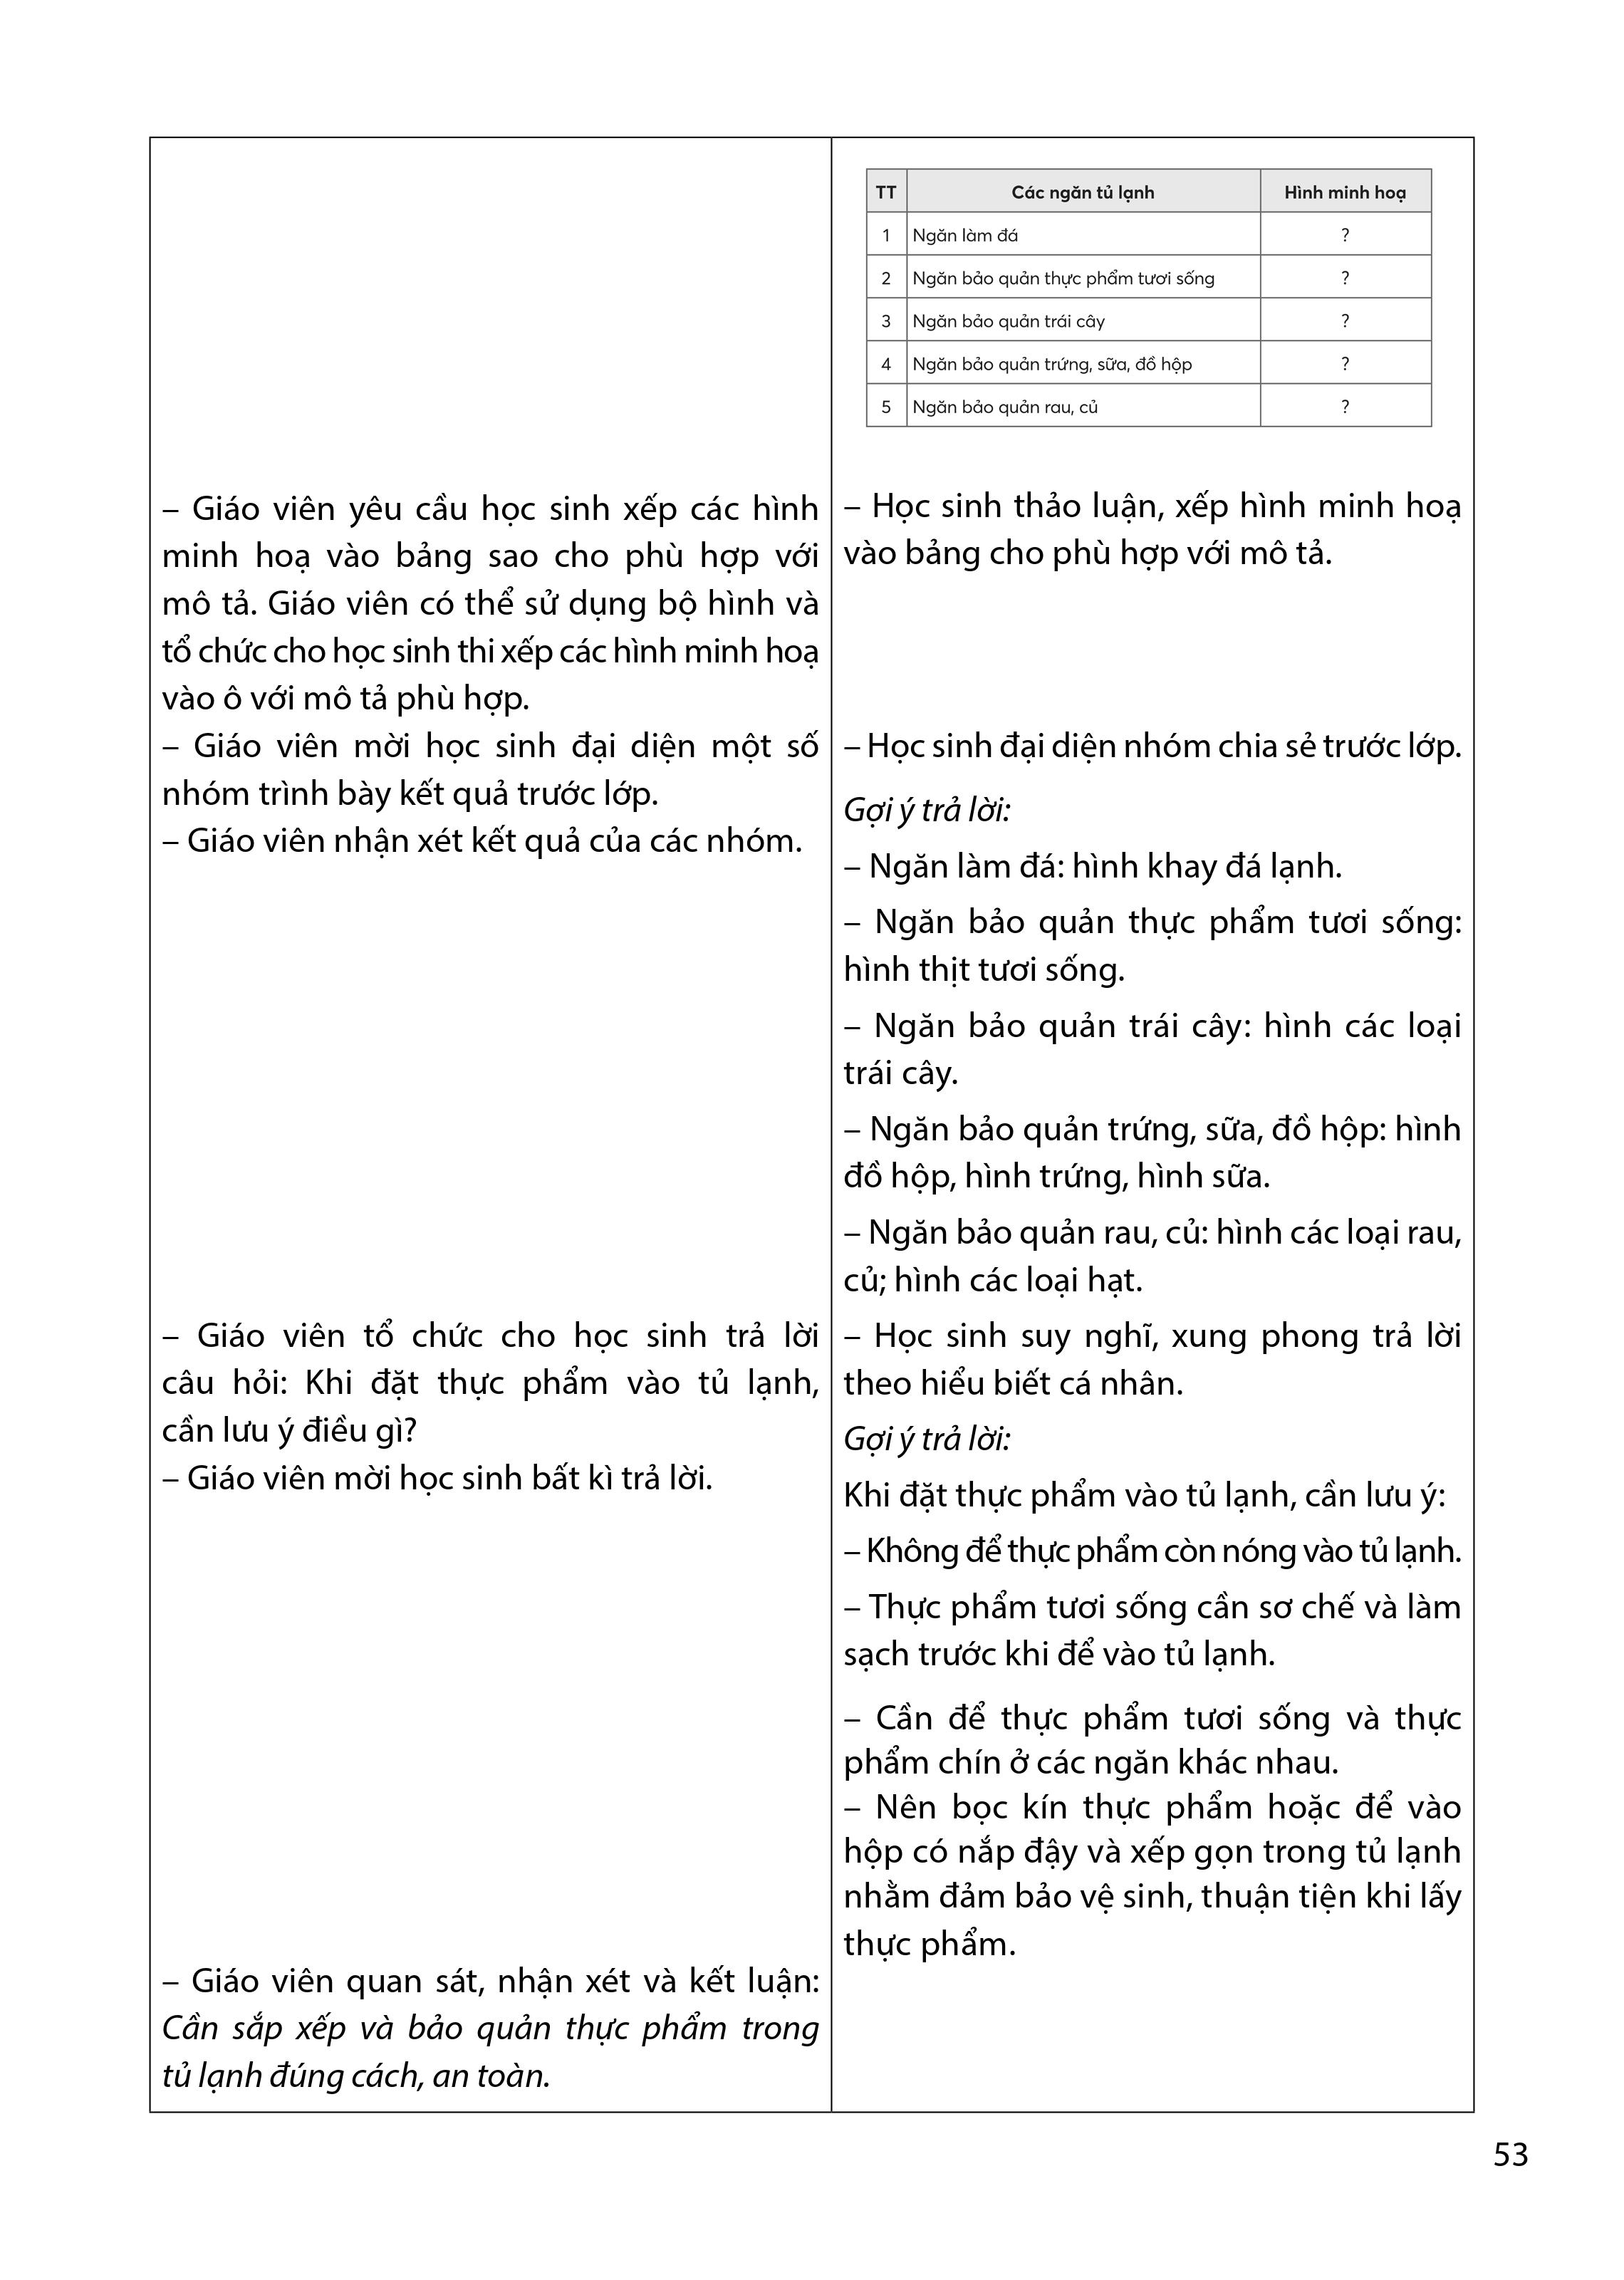 TT Các ngăn tủ lạnh Hình minh hoạ
1 Ngăn làm đá ?
2 Ngăn bảo quản thực phẩm tươi sống ?
3 Ngăn bảo quản trái cây ?
4 Ngăn bảo quản trứng, sữa, đồ hộp ?
5 Ngăn bảo quản rau, củ ?
– Giáo viên yêu cầu học sinh xếp các hình
minh hoạ vào bảng sao cho phù hợp với
mô tả. Giáo viên có thể sử dụng bộ hình và
tổ chức cho học sinh thi xếp các hình minh hoạ
vào ô với mô tả phù hợp.
– Giáo viên mời học sinh đại diện một số
nhóm trình bày kết quả trước lớp.
– Giáo viên nhận xét kết quả của các nhóm.
– Giáo viên tổ chức cho học sinh trả lời
câu hỏi: Khi đặt thực phẩm vào tủ lạnh,
cần lưu ý điều gì?
– Giáo viên mời học sinh bất kì trả lời.
– Giáo viên quan sát, nhận xét và kết luận:
Cần sắp xếp và bảo quản thực phẩm trong
tủ lạnh đúng cách, an toàn.
– Học sinh thảo luận, xếp hình minh hoạ
vào bảng cho phù hợp với mô tả.
– Học sinh đại diện nhóm chia sẻ trước lớp.
Gợi ý trả lời:
– Ngăn làm đá: hình khay đá lạnh.
– Ngăn bảo quản thực phẩm tươi sống:
hình thịt tươi sống.
– Ngăn bảo quản trái cây: hình các loại
trái cây.
– Ngăn bảo quản trứng, sữa, đồ hộp: hình
đồ hộp, hình trứng, hình sữa.
– Ngăn bảo quản rau, củ: hình các loại rau,
củ; hình các loại hạt.
– Học sinh suy nghĩ, xung phong trả lời
theo hiểu biết cá nhân.
Gợi ý trả lời:
Khi đặt thực phẩm vào tủ lạnh, cần lưu ý:
– Không để thực phẩm còn nóng vào tủ lạnh.
– Thực phẩm tươi sống cần sơ chế và làm
sạch trước khi để vào tủ lạnh.
– Cần để thực phẩm tươi sống và thực
phẩm chín ở các ngăn khác nhau.
– Nên bọc kín thực phẩm hoặc để vào
hộp có nắp đậy và xếp gọn trong tủ lạnh
nhằm đảm bảo vệ sinh, thuận tiện khi lấy
thực phẩm.
53